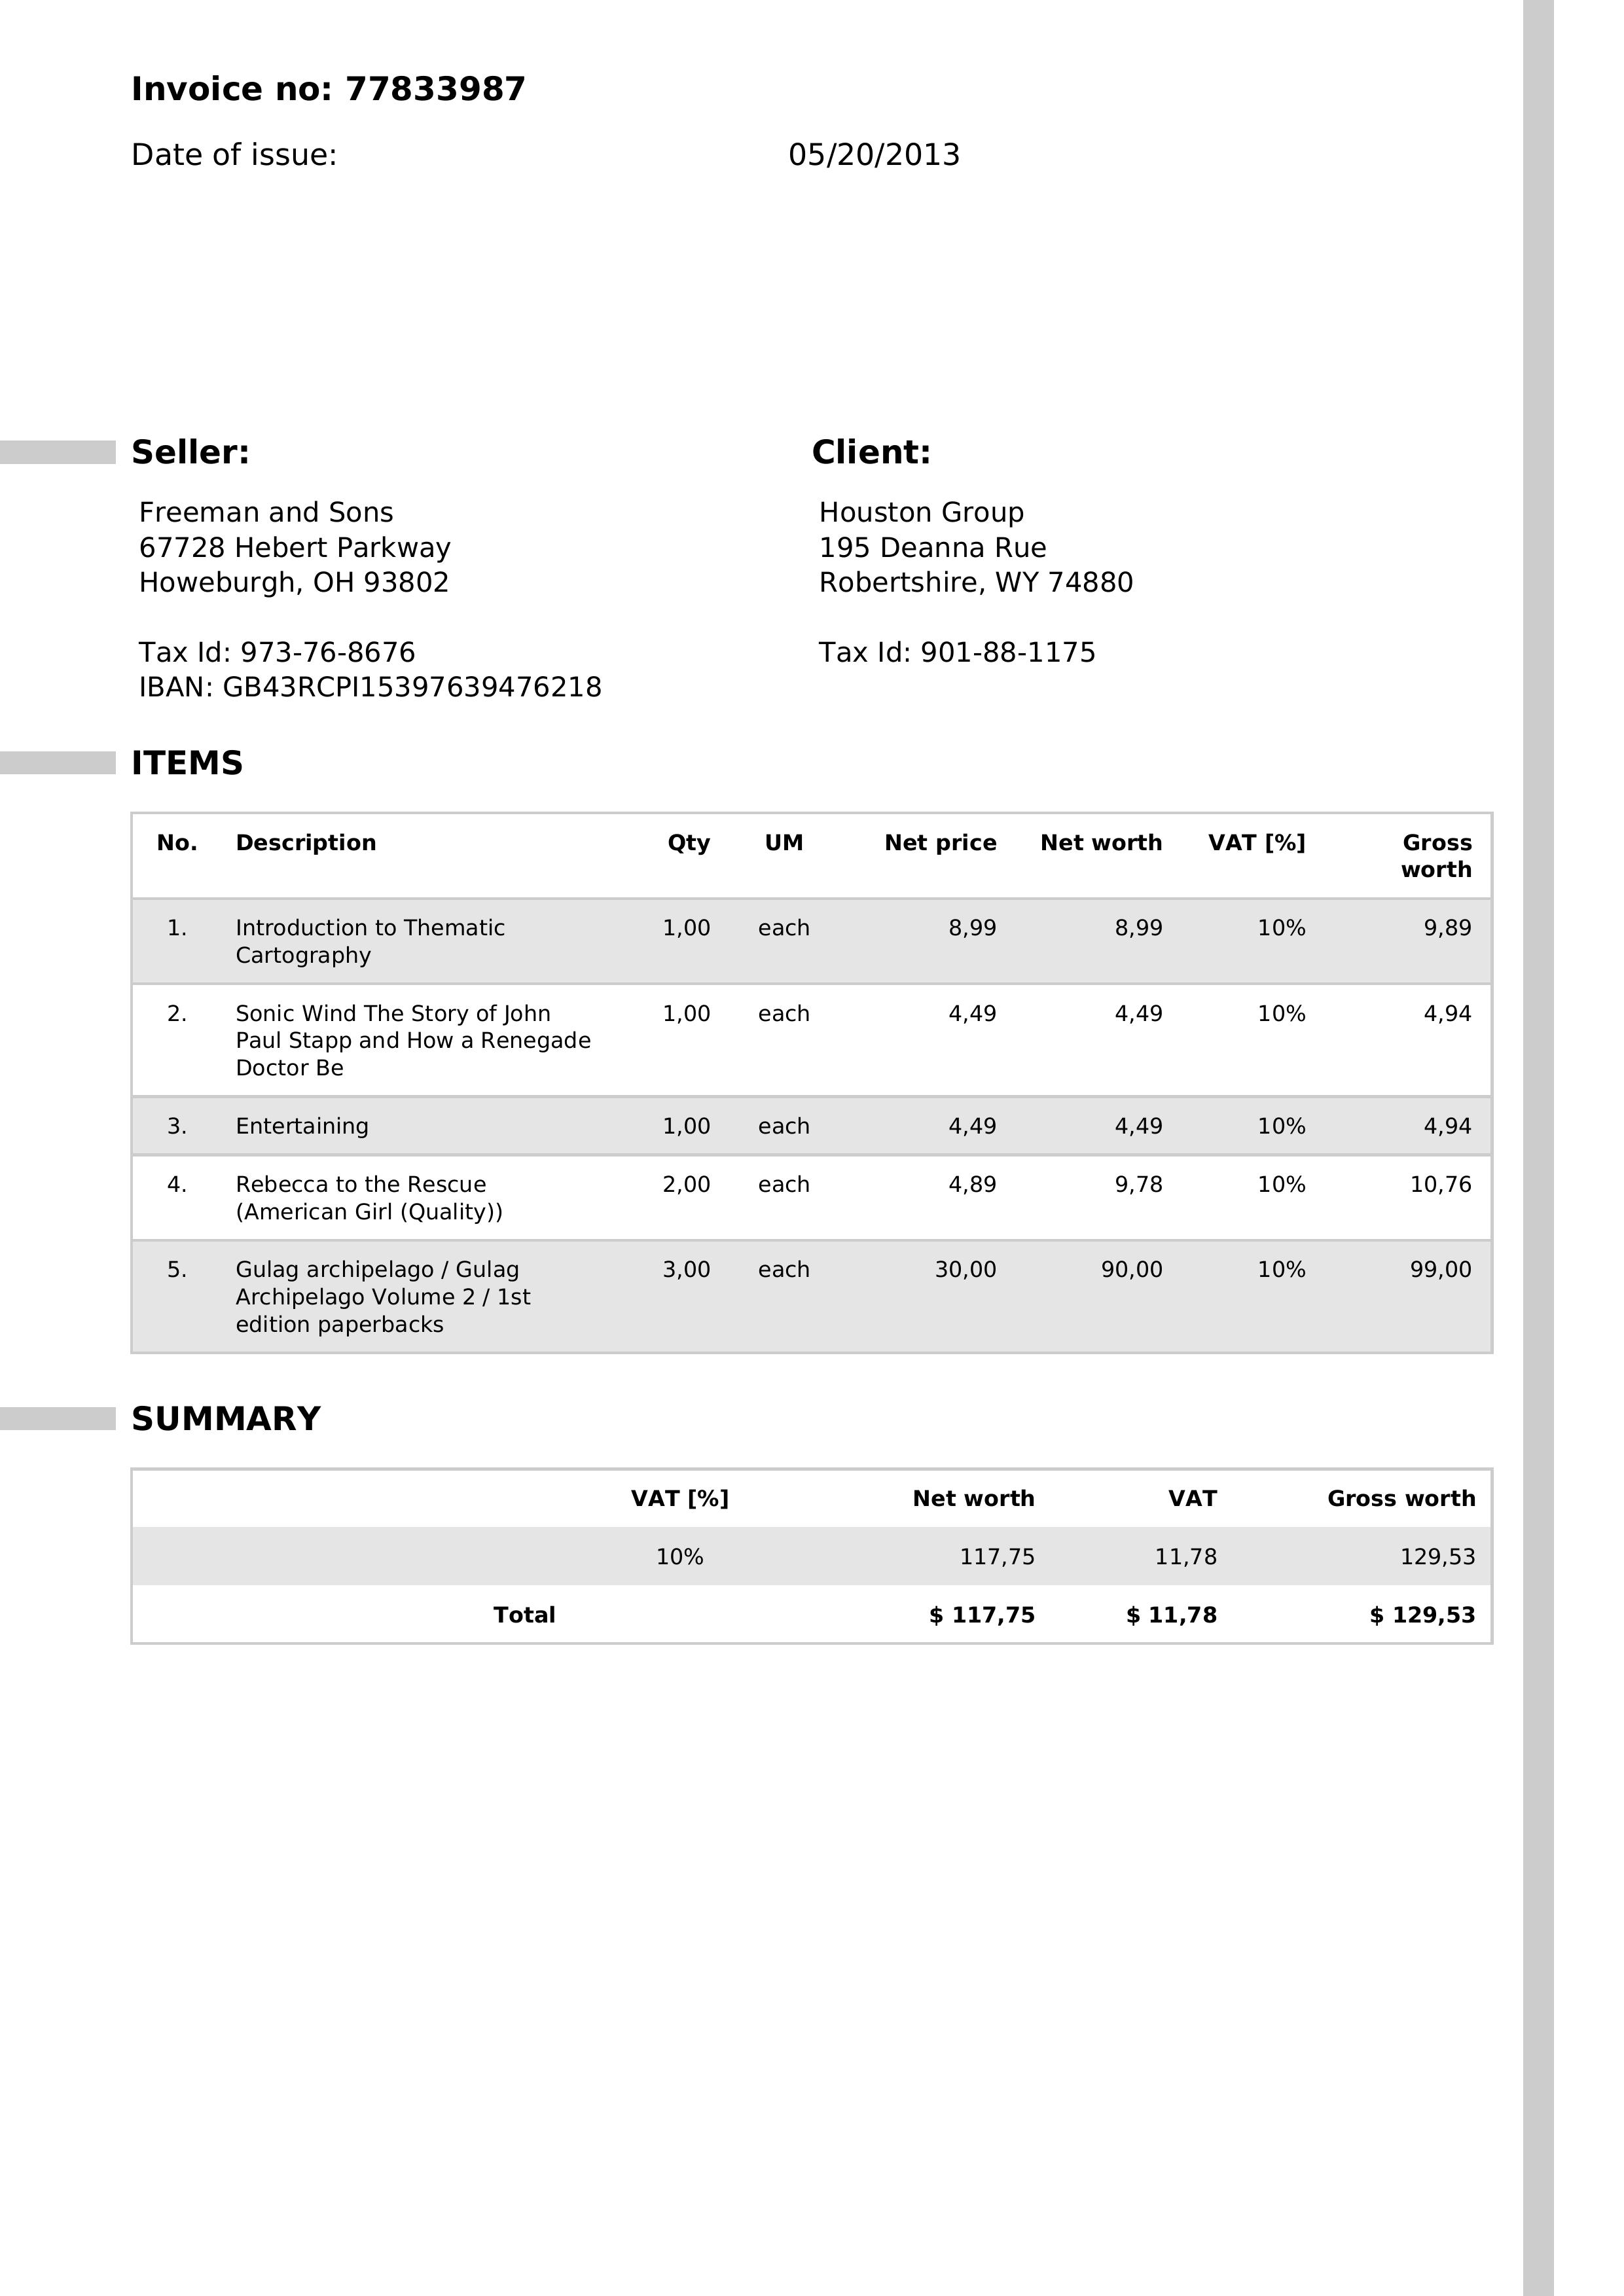 Invoice no: 77833987
Date of issue: 05/20/2013
Seller:
Freeman and Sons
67728 Hebert Parkway
Howeburgh, OH 93802
Tax Id: 973-76-8676
IBAN: GB43RCPI15397639476218
Client:
Houston Group
195 Deanna Rue
Robertshire, WY 74880
Tax Id: 901-88-1175
ITEMS
No. Description Qty UM Net price Net worth VAT [%] Gross
worth
1. Introduction to Thematic 1,00 each 8,99 8,99 10% 9,89
Cartography
2. Sonic Wind The Story of John 1,00 each 4,49 4,49 10% 4,94
Paul Stapp and How a Renegade
Doctor Be
3. Entertaining 1,00 each 4,49 4,49 10% 4,94
4. Rebecca to the Rescue 2,00 each 4,89 9,78 10% 10,76
(American Girl (Quality))
5. Gulag archipelago / Gulag 3,00 each 30,00 90,00 10% 99,00
Archipelago Volume 2 / 1st
edition paperbacks
SUMMARY
VAT [%] Net worth VAT Gross worth
10% 117,75 11,78 129,53
Total $ 117,75 $ 11,78 $ 129,53